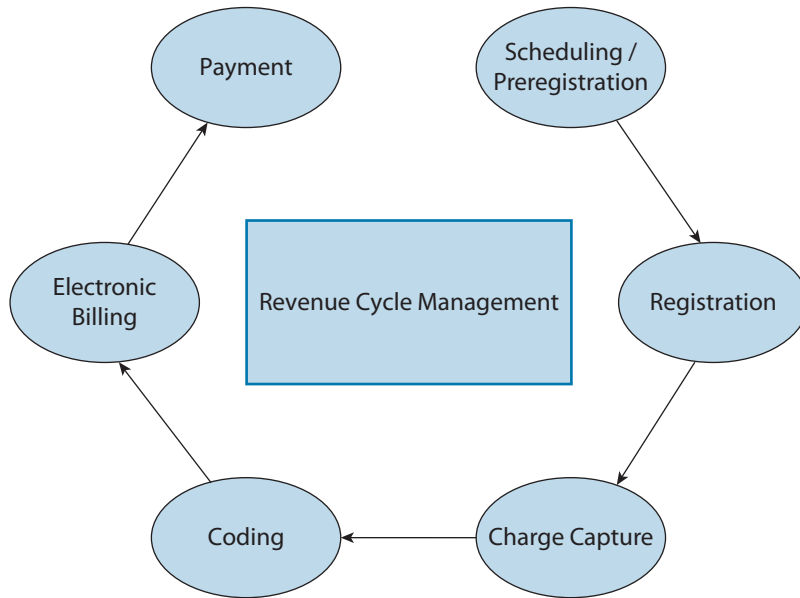 Payment
Scheduling /
Preregistration
Electronic
Billing
Revenue Cycle Management
Registration
Coding
Charge Capture